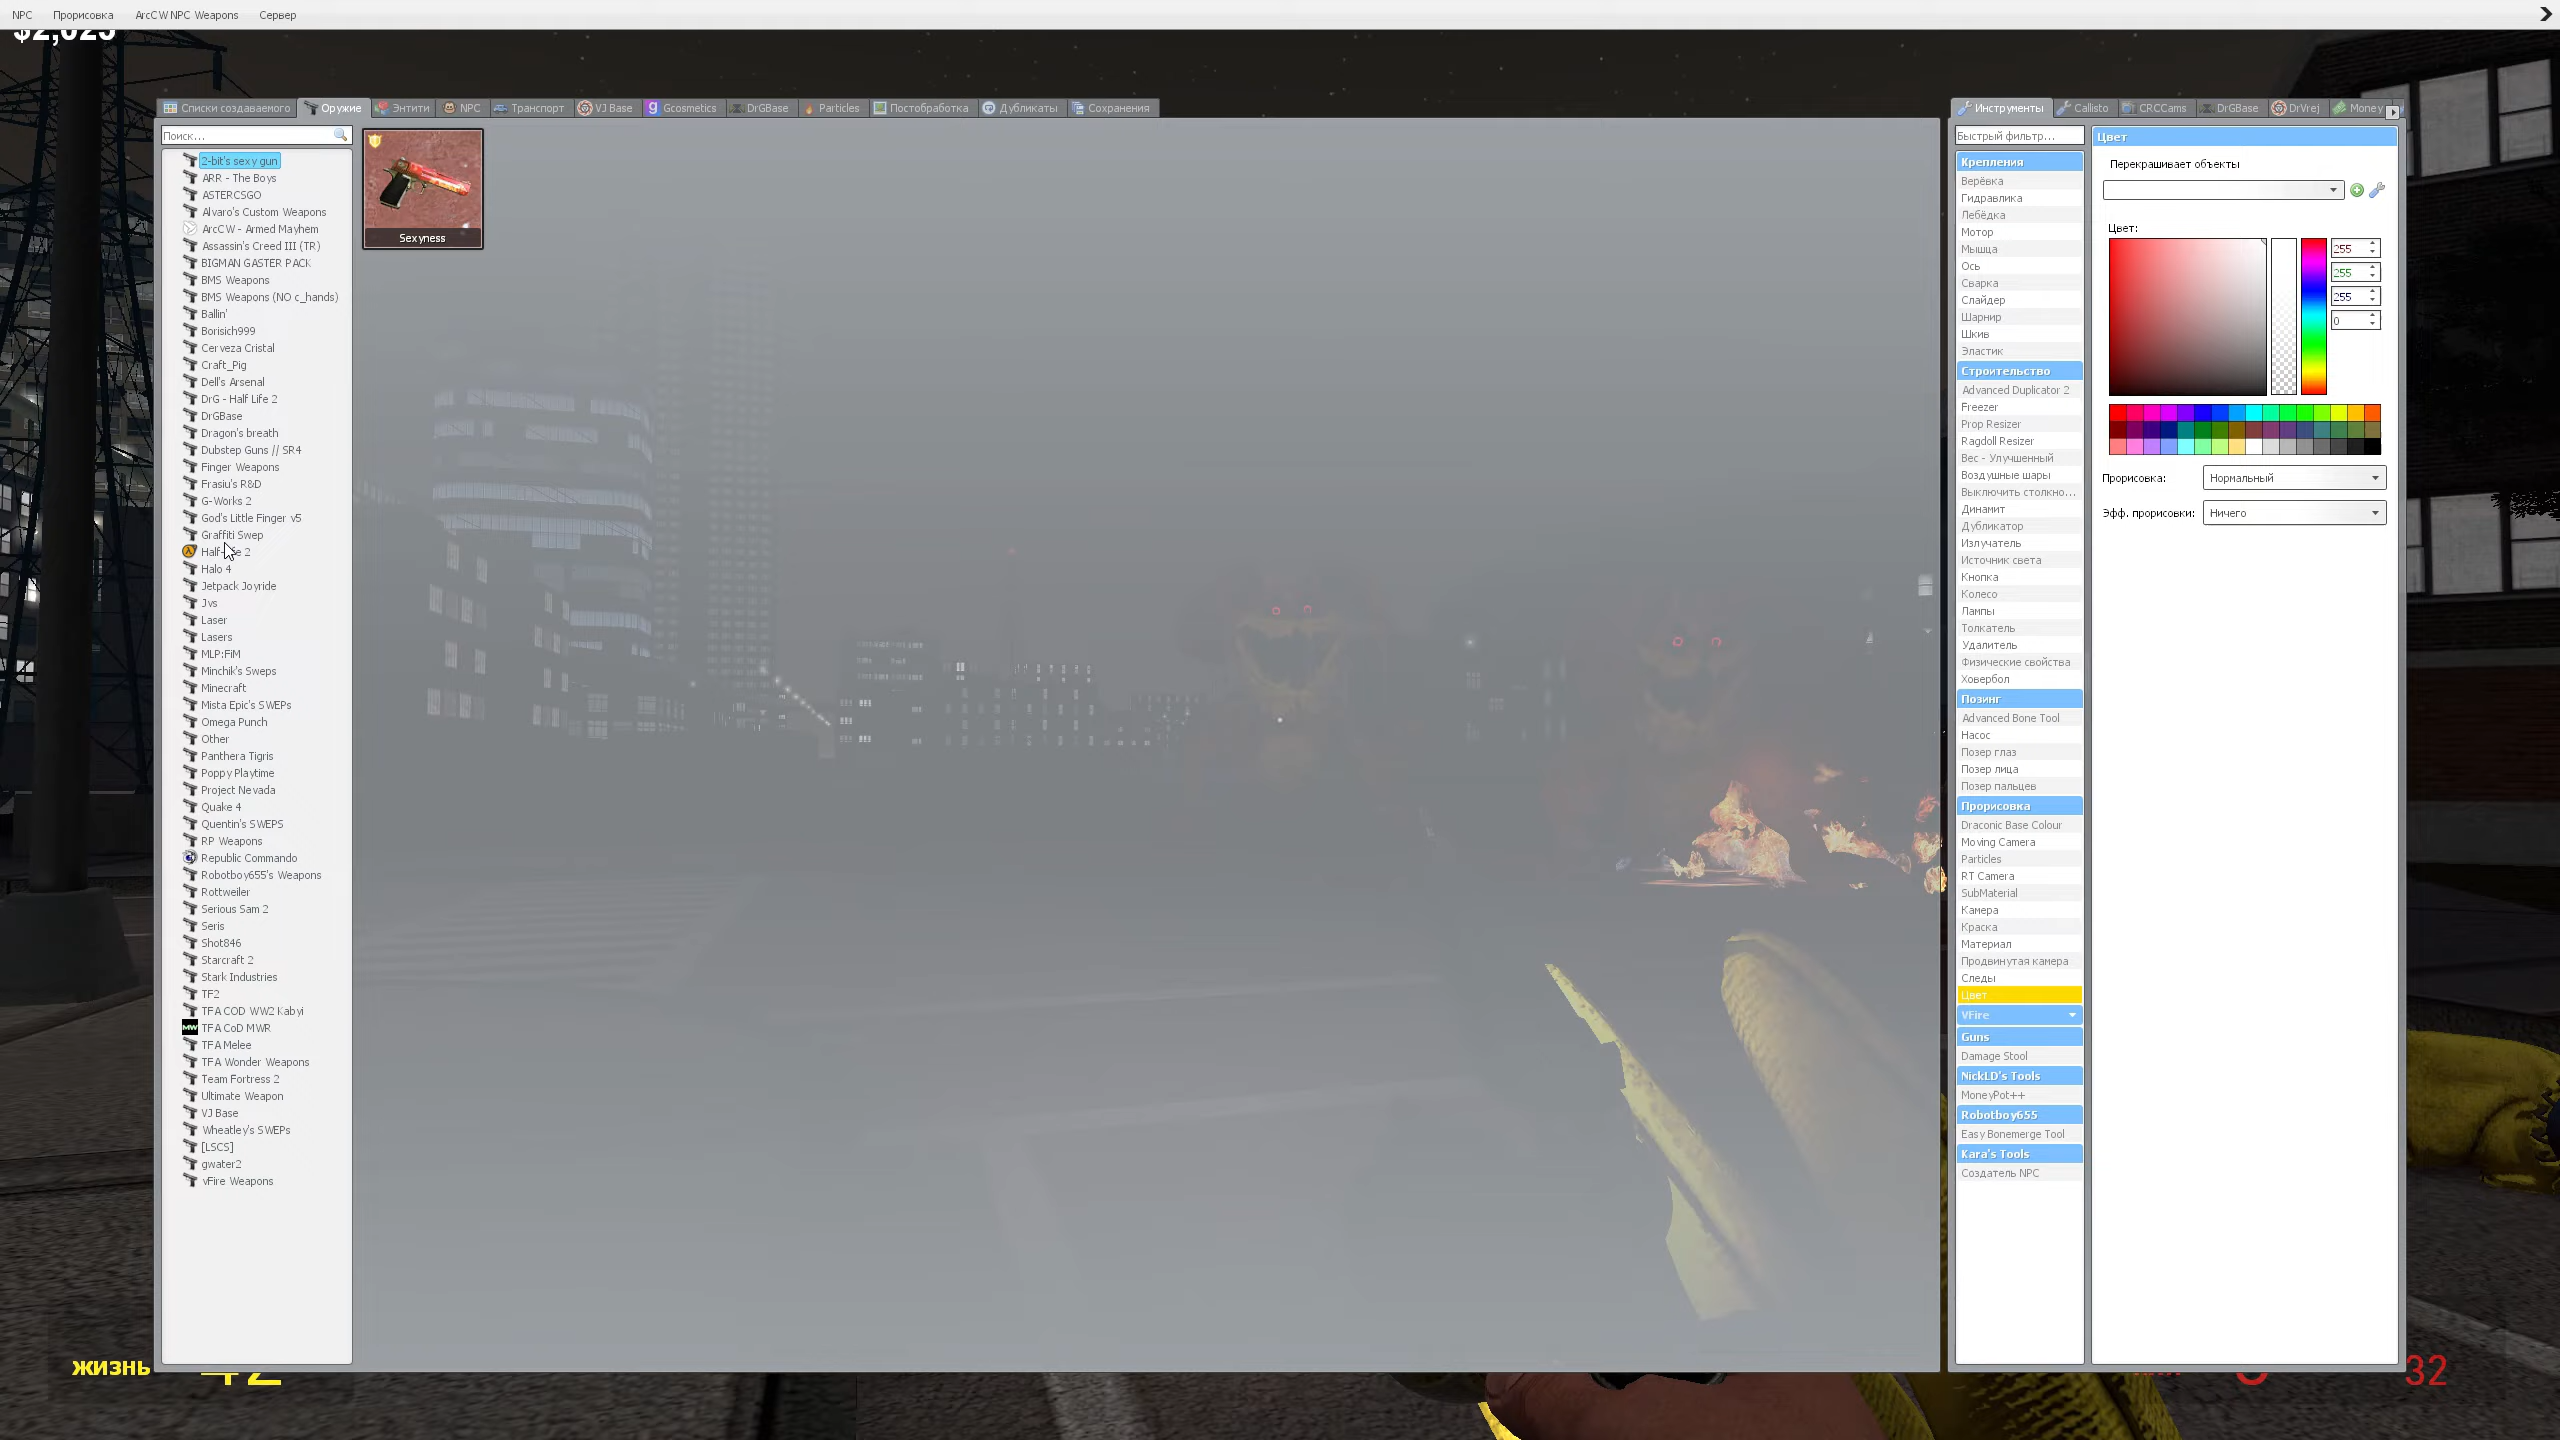 NPC Прорисовка ArcCW NPC Weapons Сервер
$2,025
Списки создаваемого Оружие Энтити NPC Транспорт VJ Base Gcosmetics DrGBase Particles Постобработка Дубликаты Сохранения
Поиск...
2-bit's sexy gun
ARR - The Boys
ASTERCSGO
Alvaro's Custom Weapons
ArcCW - Armed Mayhem
Assassin's Creed III (TR)
BIGMAN GASTER PACK
BMS Weapons
BMS Weapons (NO c_hands)
Ballin'
Borisich999
Cerveza Cristal
Craft_Pig
Dell's Arsenal
DrG - Half Life 2
DrGBase
Dragon's breath
Dubstep Guns // SR4
Finger Weapons
Frasiu's R&D
G-Works 2
God's Little Finger v5
Graffiti Swep
Half-Life 2
Halo 4
Jetpack Joyride
Jvs
Laser
Lasers
MLP:FiM
Minchik's Sweps
Minecraft
Mista Epic's SWEPs
Omega Punch
Other
Panthera Tigris
Poppy Playtime
Project Nevada
Quake 4
Quentin's SWEPS
RP Weapons
Republic Commando
Robotboy655's Weapons
Rottweiler
Serious Sam 2
Seris
Shot846
Starcraft 2
Stark Industries
TF2
TFA COD WW2 Kabyi
MW TFA CoD MWR
TFA Melee
TFA Wonder Weapons
Team Fortress 2
Ultimate Weapon
VJ Base
Wheatley's SWEPs
[LSCS]
gwater2
vFire Weapons
Sexyness
Инструменты Callisto CRCCams DrGBase DrVrej Money
Быстрый фильтр...
Крепления
Верёвка
Гидравлика
Лебёдка
Мотор
Мышца
Ось
Сварка
Слайдер
Шарнир
Шкив
Эластик
Строительство
Advanced Duplicator 2
Freezer
Prop Resizer
Ragdoll Resizer
Вес - Улучшенный
Воздушные шары
Выключить столкно...
Динамит
Дубликатор
Излучатель
Источник света
Кнопка
Колесо
Лампы
Толкатель
Удалитель
Физические свойства
Ховербол
Позинг
Advanced Bone Tool
Насос
Позер глаз
Позер лица
Позер пальцев
Прорисовка
Draconic Base Colour
Moving Camera
Particles
RT Camera
SubMaterial
Камера
Краска
Материал
Продвинутая камера
Следы
Цвет
VFire
Guns
Damage Stool
NickLD's Tools
MoneyPot++
Robotboy655
Easy Bonemerge Tool
Kara's Tools
Создатель NPC
Цвет
Перекрашивает объекты
Цвет:
255
255
255
0
Прорисовка: Нормальный
Эфф. прорисовки: Ничего
ЖИЗНЬ
32